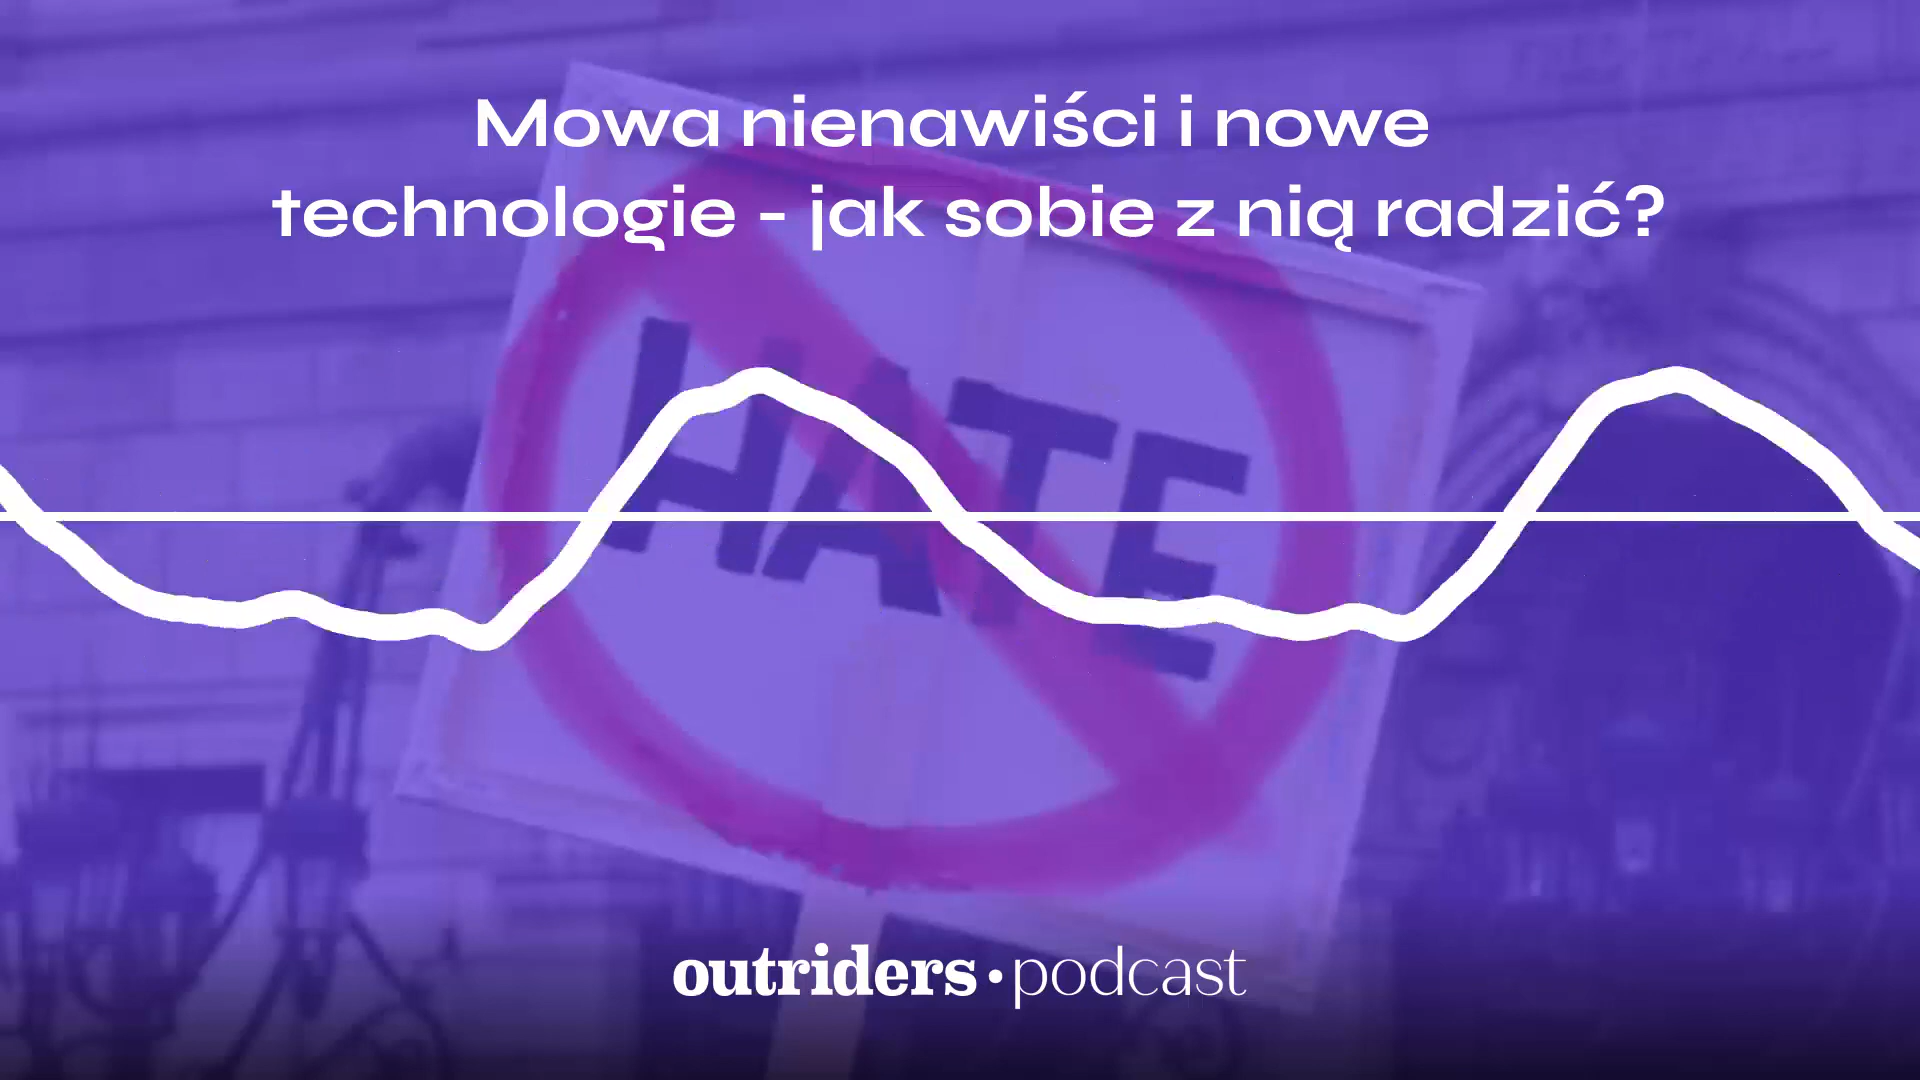 Mowa nienawiści i nowe
technologie - jak sobie z nią radzić?
HATE
outriders • podcast